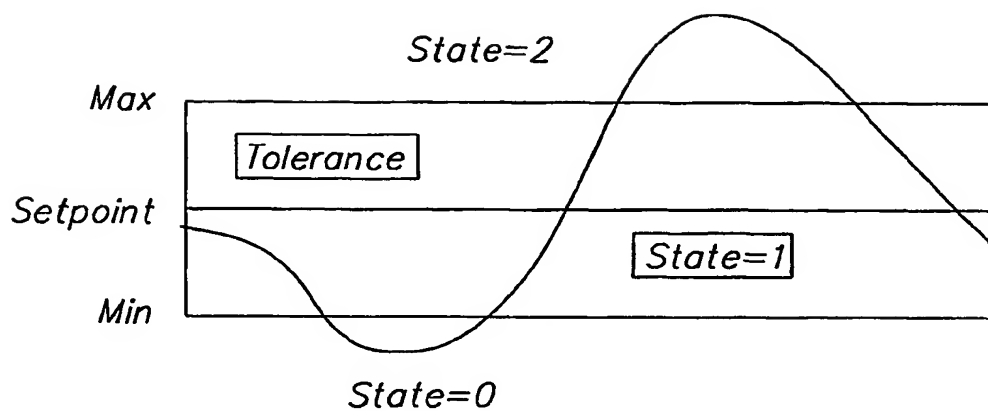 State=2
Max
Tolerance
Setpoint
State=1
Min
State=0